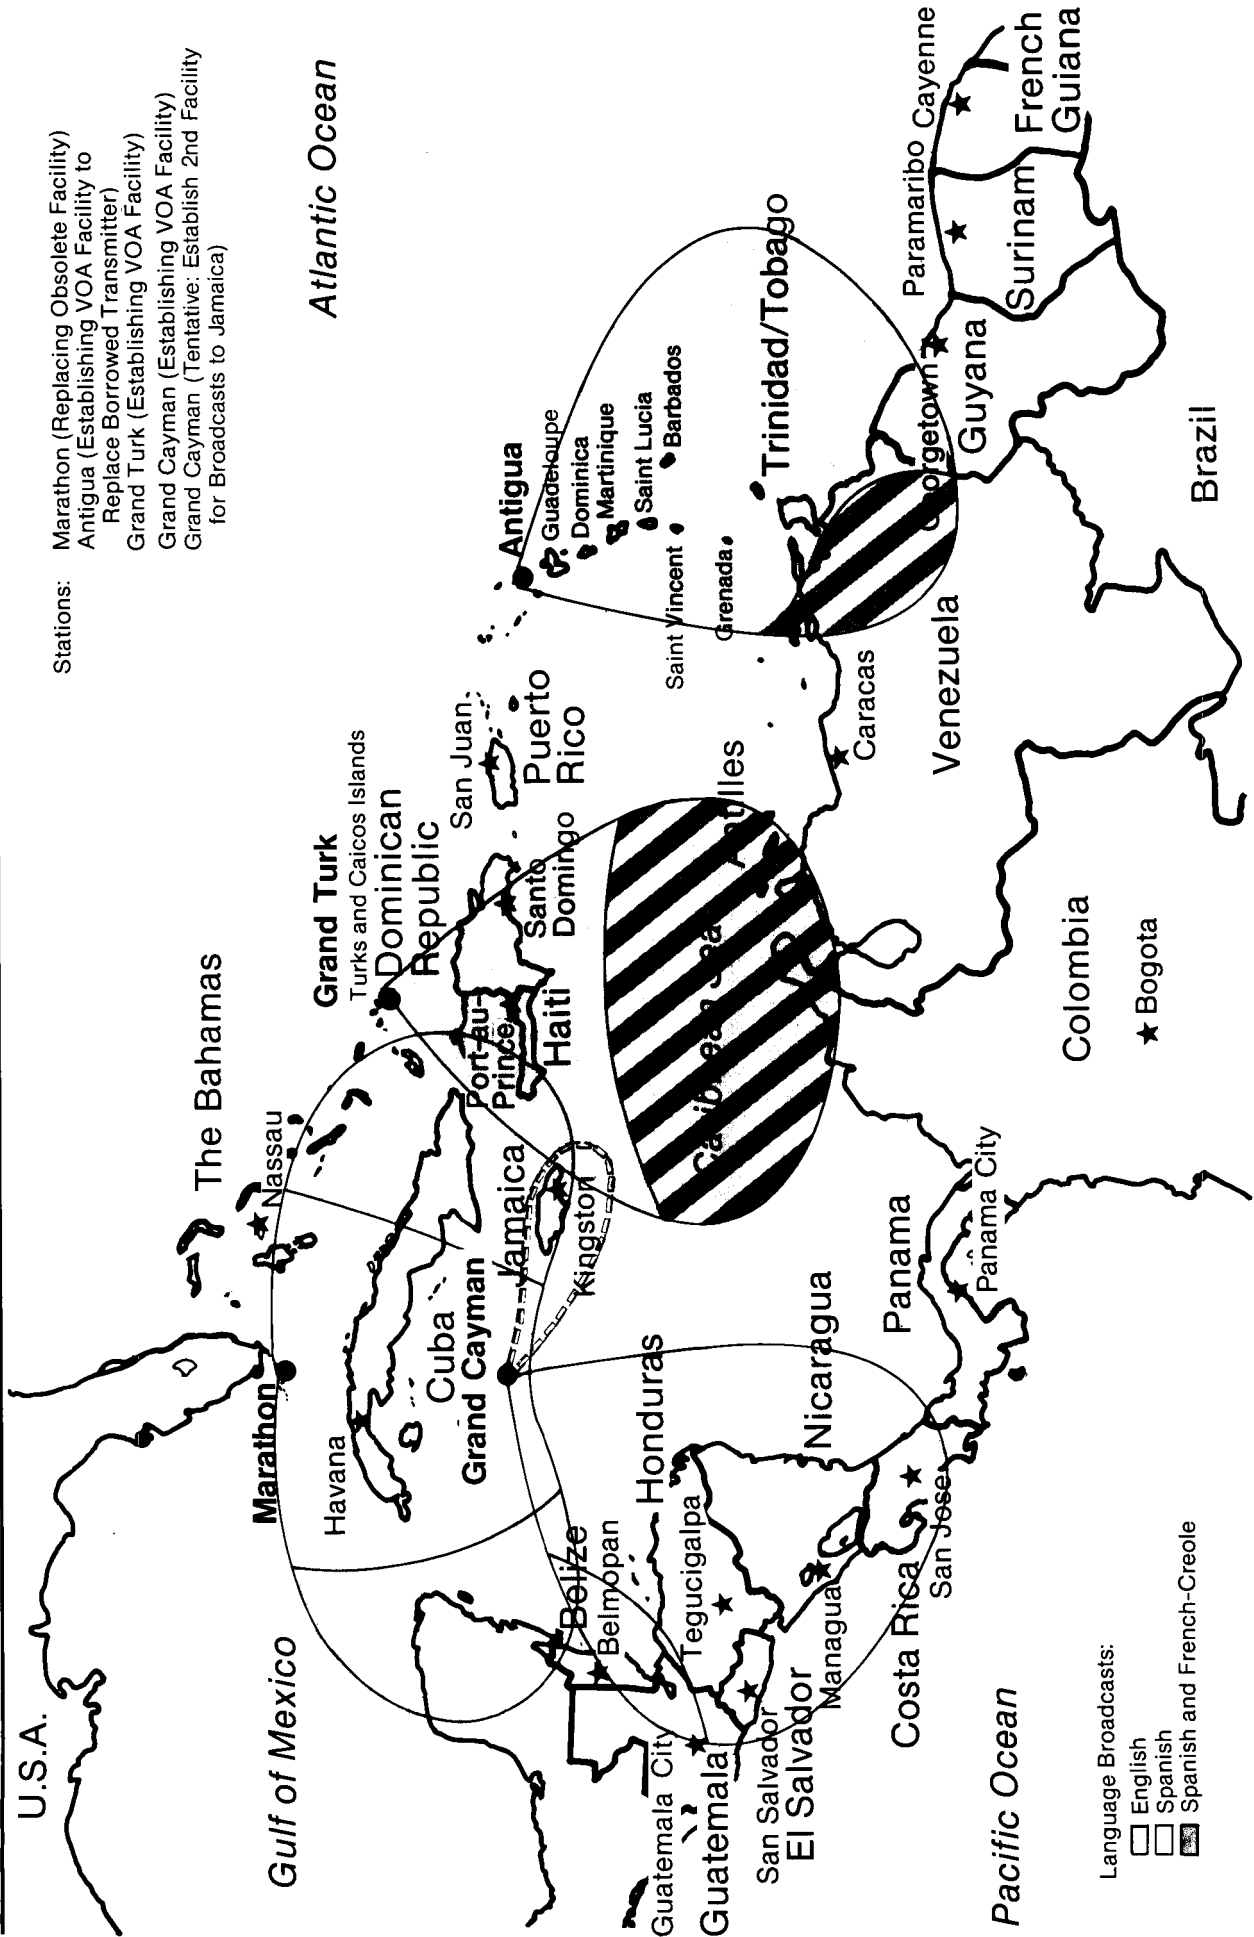 Stations:
Marathon (Replacing Obsolete Facility)
Antigua (Establishing VOA Facility to
Replace Borrowed Transmitter)
Grand Turk (Establishing VOA Facility)
Grand Cayman (Establishing VOA Facility)
Grand Cayman (Tentative: Establish 2nd Facility
for Broadcasts to Jamaica)
U.S.A.
Gulf of Mexico
Atlantic Ocean
The Bahamas
Nassau
Marathon
Havana
Cuba
Grand Cayman
Jamaica
Kingston
Grand Turk
Turks and Caicos Islands
Dominican
Republic
Port-au-
Prince
Haiti
Santo
Domingo
San Juan
Puerto
Rico
Antigua
Guadeloupe
Dominica
Martinique
Saint Lucia
Barbados
Saint Vincent
Grenada
Trinidad/Tobago
Caribbean Sea
Antilles
Belize
Belmopan
Honduras
Tegucigalpa
Guatemala City
Guatemala
San Salvador
El Salvador
Managua
Nicaragua
Costa Rica
San Jose
Panama
Panama City
Caracas
Venezuela
Colombia
Bogota
Georgetown
Guyana
Paramaribo
Surinam
Cayenne
French
Guiana
Brazil
Pacific Ocean
Language Broadcasts:
English
Spanish
Spanish and French-Creole